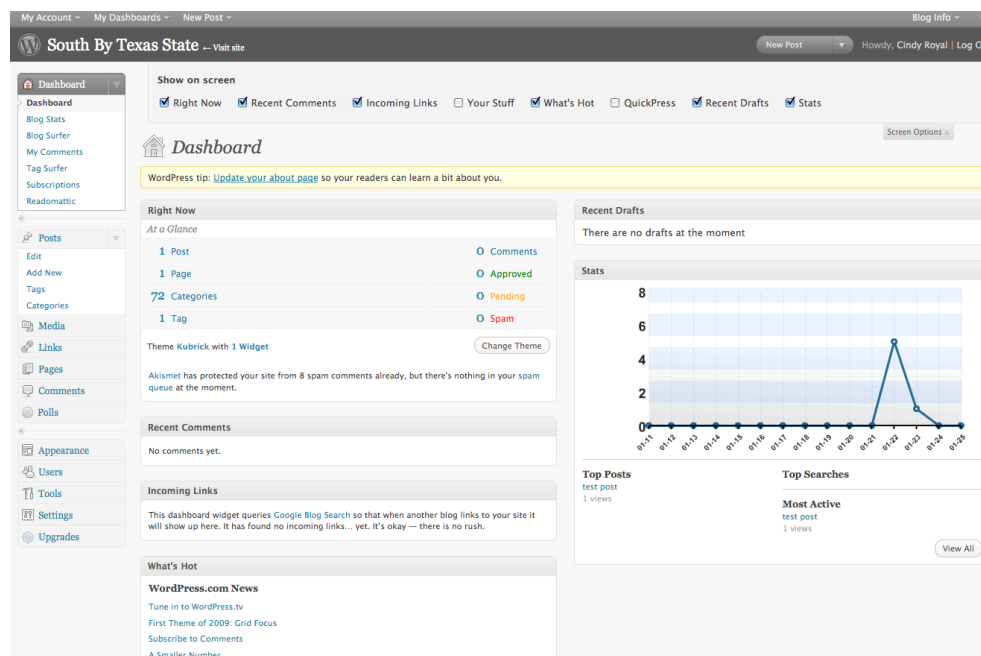 My Account My Dashboards New Post Blog Info
South By Texas State ← Visit site New Post Howdy, Cindy Royal | Log O
Dashboard
Dashboard
Blog Stats
Blog Surfer
My Comments
Tag Surfer
Subscriptions
Readomattic
Posts
Edit
Add New
Tags
Categories
Media
Links
Pages
Comments
Polls
Appearance
Users
Tools
Settings
Upgrades
Show on screen
Right Now Recent Comments Incoming Links Your Stuff What's Hot QuickPress Recent Drafts Stats
Screen Options
Dashboard
WordPress tip: Update your about page so your readers can learn a bit about you.
Right Now
At a Glance
1 Post 0 Comments
1 Page 0 Approved
72 Categories 0 Pending
1 Tag 0 Spam
Theme Kubrick with 1 Widget Change Theme
Akismet has protected your site from 8 spam comments already, but there's nothing in your spam
queue at the moment.
Recent Comments
No comments yet.
Incoming Links
This dashboard widget queries Google Blog Search so that when another blog links to your site it
will show up here. It has found no incoming links... yet. It's okay — there is no rush.
What's Hot
WordPress.com News
Tune in to WordPress.tv
First Theme of 2009: Grid Focus
Subscribe to Comments
A Smaller Number
Recent Drafts
There are no drafts at the moment
Stats
8
6
4
2
0
01-11 01-12 01-13 01-14 01-15 01-16 01-17 01-18 01-19 01-20 01-21 01-22 01-23 01-24 01-25
Top Posts
test post
1 views
Top Searches
Most Active
test post
1 views
View All